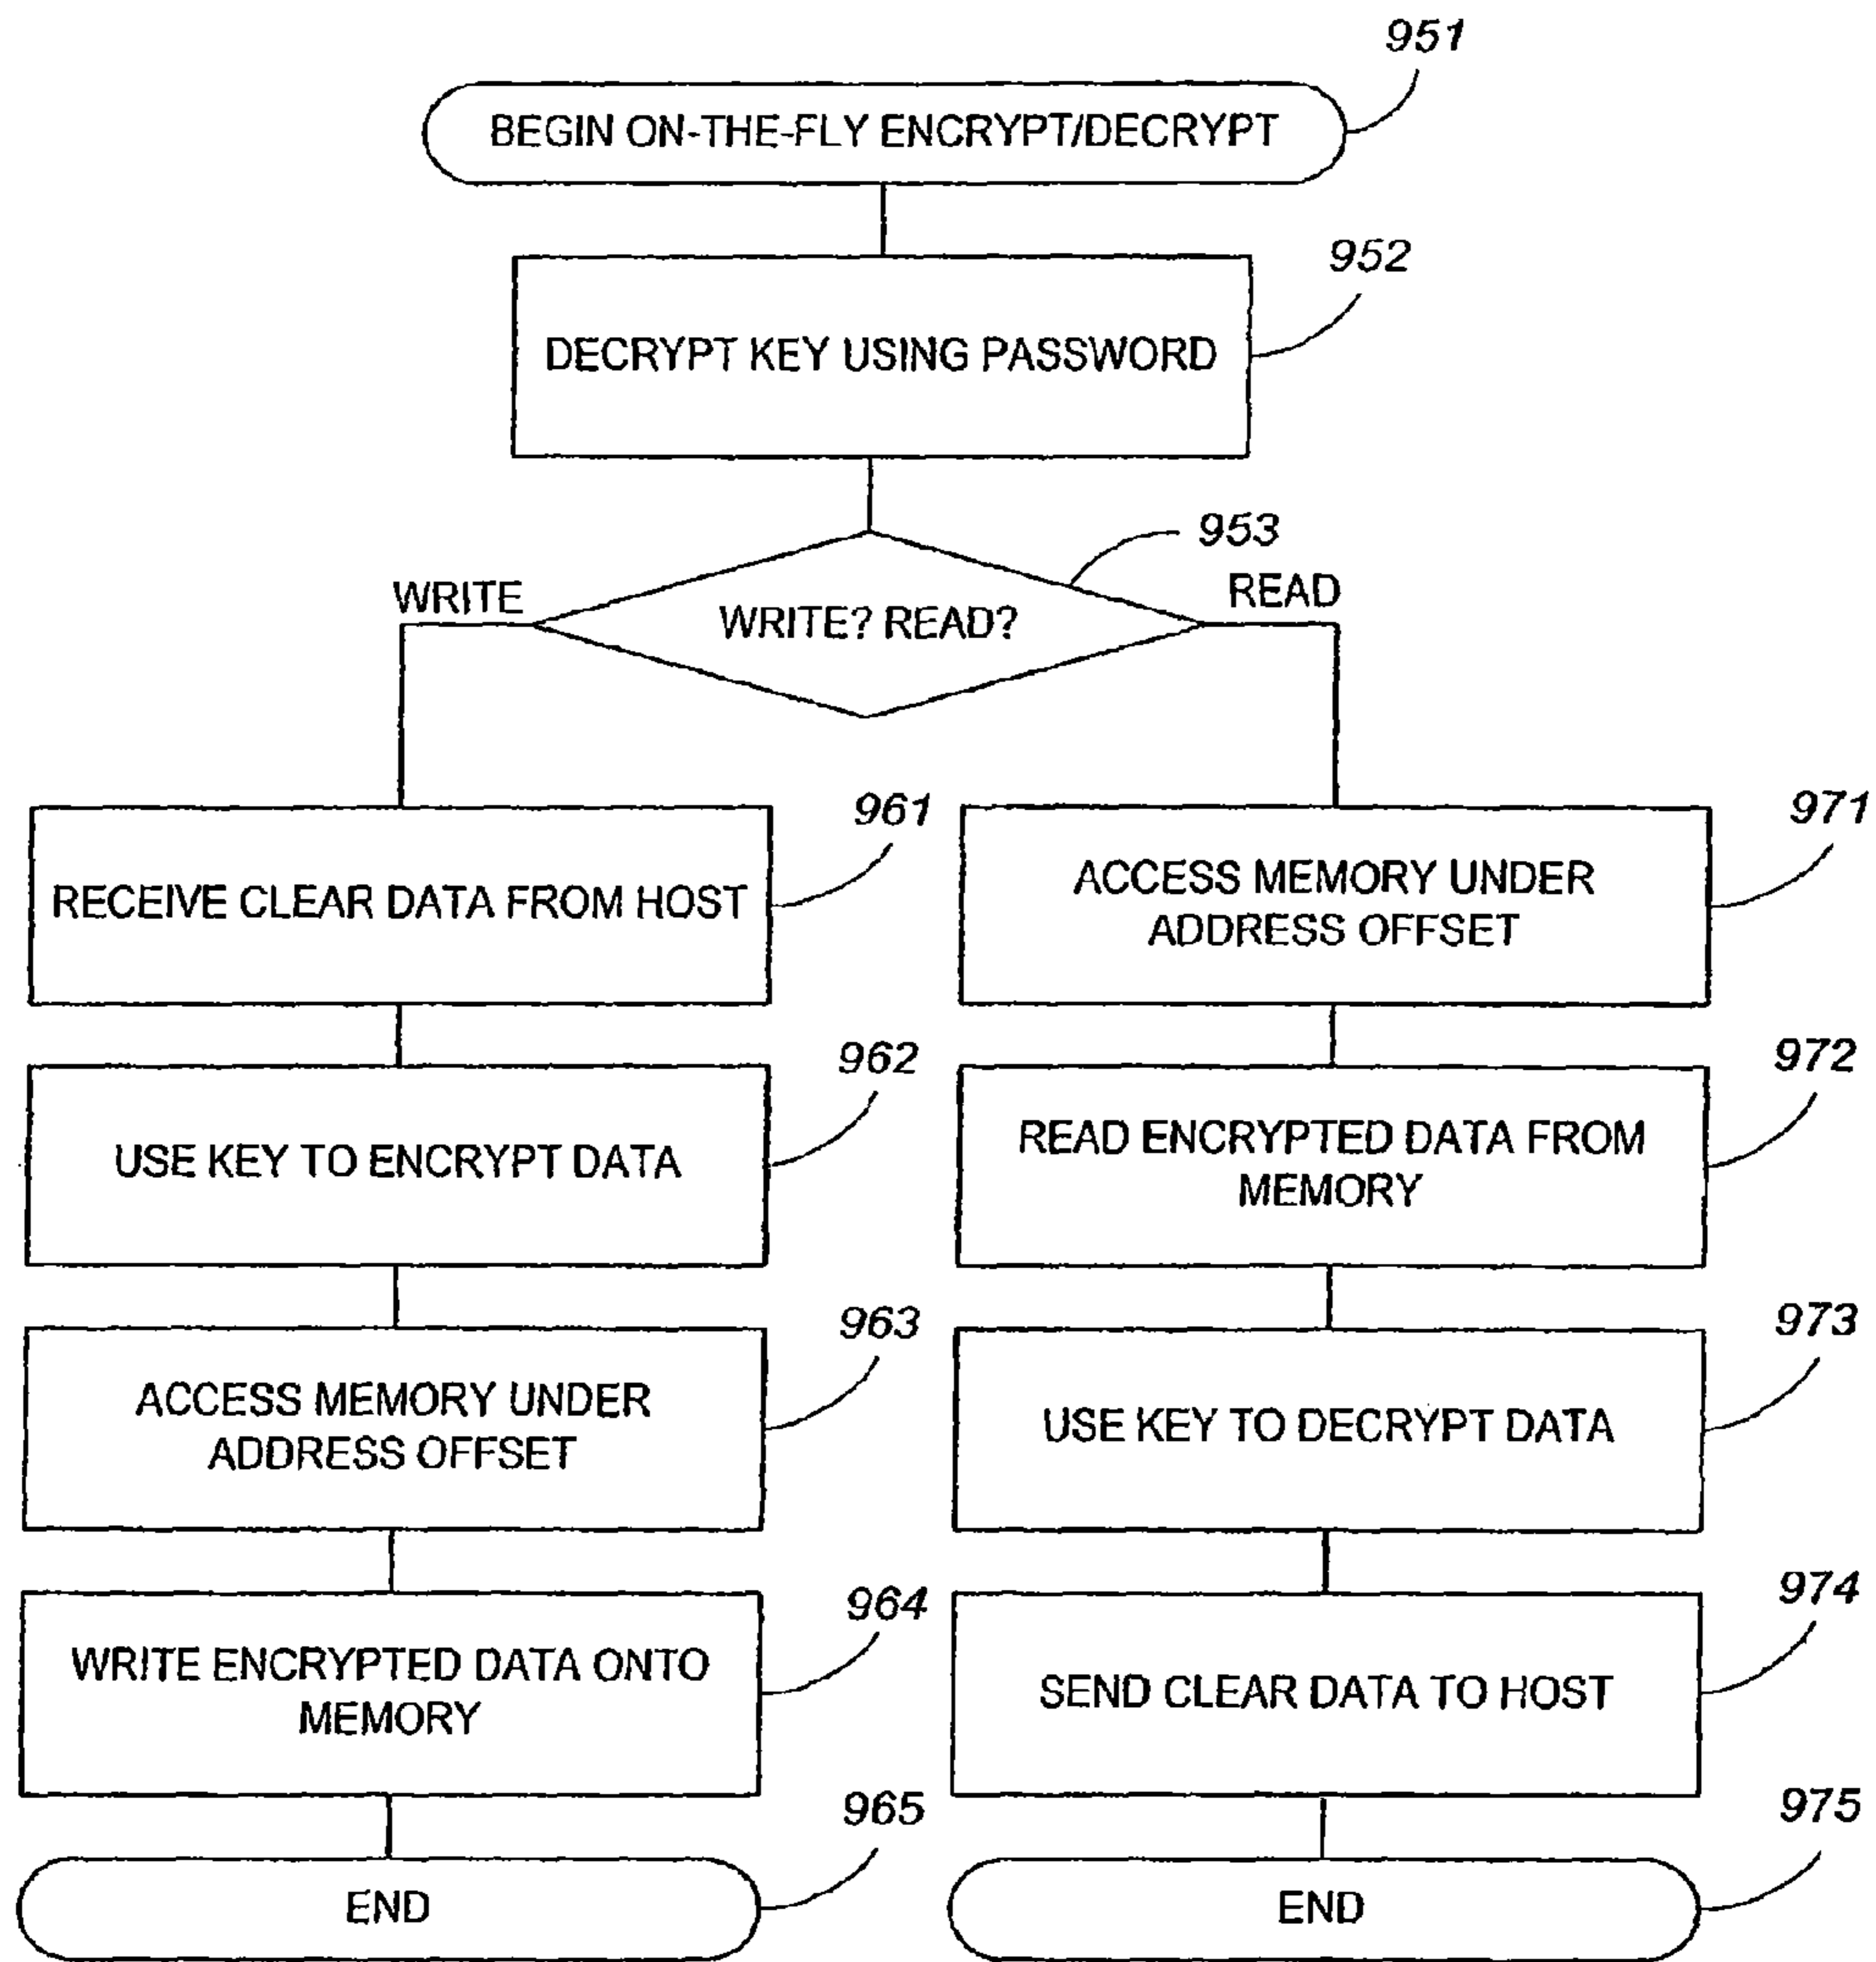 951
BEGIN ON-THE-FLY ENCRYPT/DECRYPT
952
DECRYPT KEY USING PASSWORD
953
WRITE
READ
WRITE? READ?
961
RECEIVE CLEAR DATA FROM HOST
962
USE KEY TO ENCRYPT DATA
963
ACCESS MEMORY UNDER
ADDRESS OFFSET
964
WRITE ENCRYPTED DATA ONTO
MEMORY
965
END
971
ACCESS MEMORY UNDER
ADDRESS OFFSET
972
READ ENCRYPTED DATA FROM
MEMORY
973
USE KEY TO DECRYPT DATA
974
SEND CLEAR DATA TO HOST
975
END